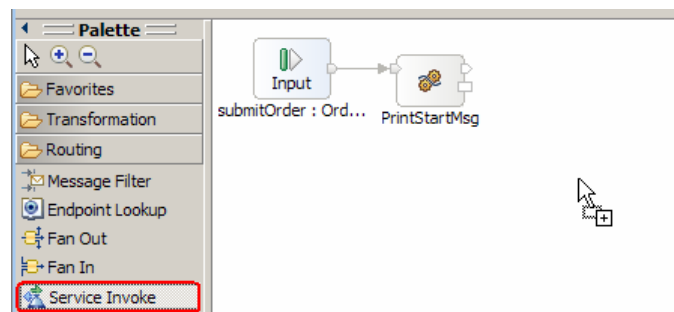 Palette
Favorites
Transformation
Routing
Message Filter
Endpoint Lookup
Fan Out
Fan In
Service Invoke
Input
submitOrder : Ord...
PrintStartMsg